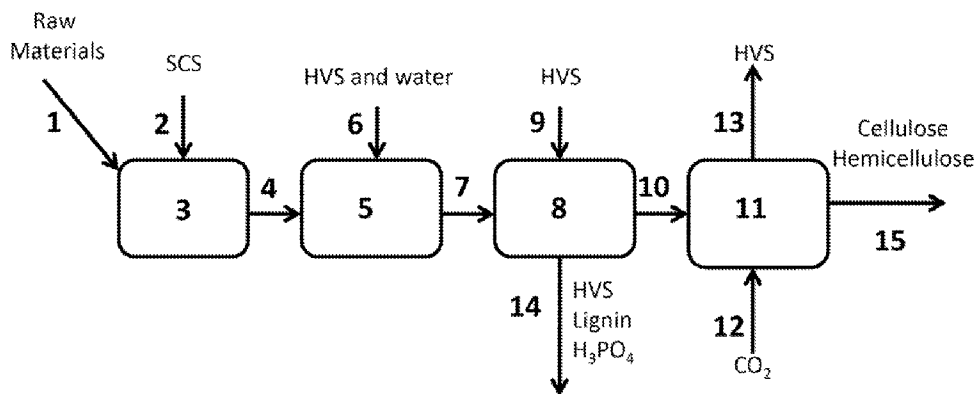 Raw
Materials
SCS
HVS and water
HVS
HVS
1
2
6
9
13
Cellulose
Hemicellulose
3
4
5
7
8
10
11
15
14
HVS
Lignin
H₃PO₄
12
CO₂